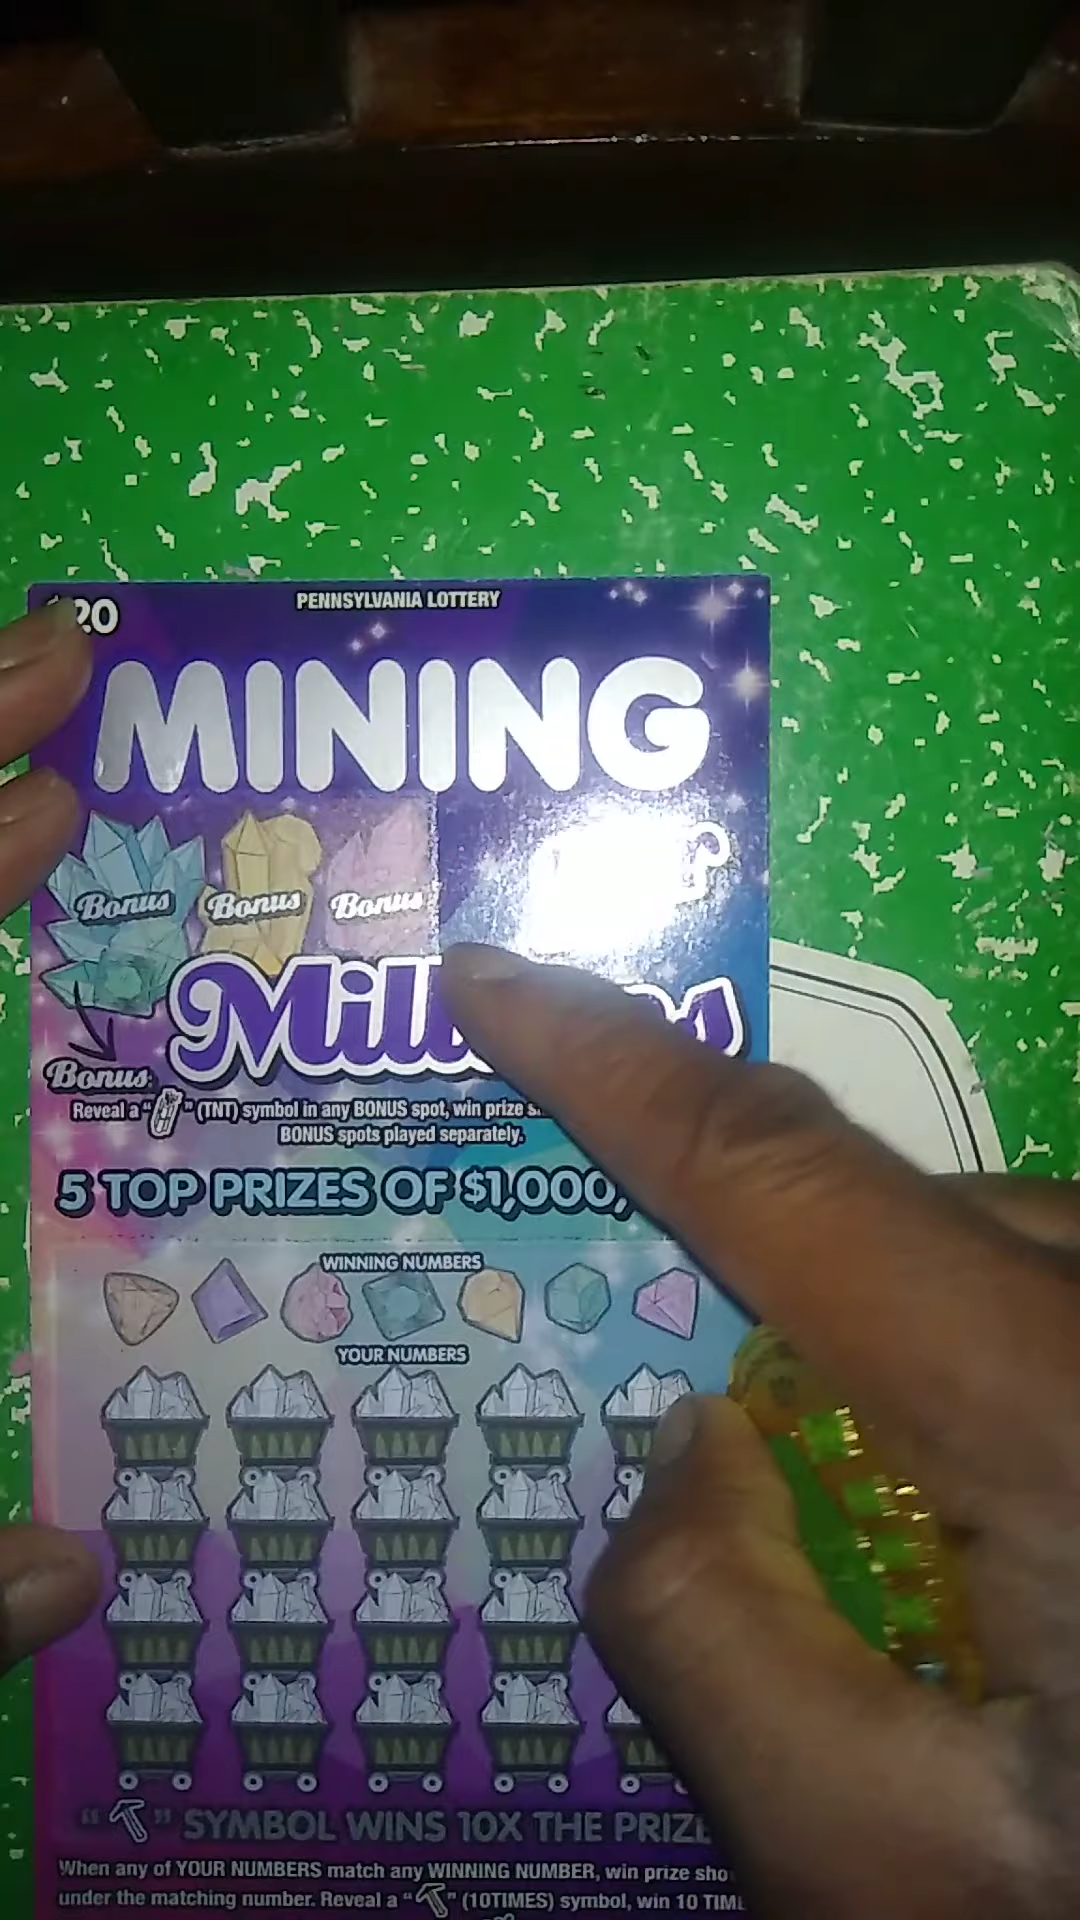 $20
PENNSYLVANIA LOTTERY
MINING
Bonus Bonus Bonus
Bonus:
Reveal a " " (TNT) symbol in any BONUS spot, win prize
BONUS spots played separately.
5 TOP PRIZES OF $1,000,
WINNING NUMBERS
YOUR NUMBERS
" " SYMBOL WINS 10X THE PRIZE
When any of YOUR NUMBERS match any WINNING NUMBER, win prize
under the matching number. Reveal a " " (10TIMES) symbol, win 10